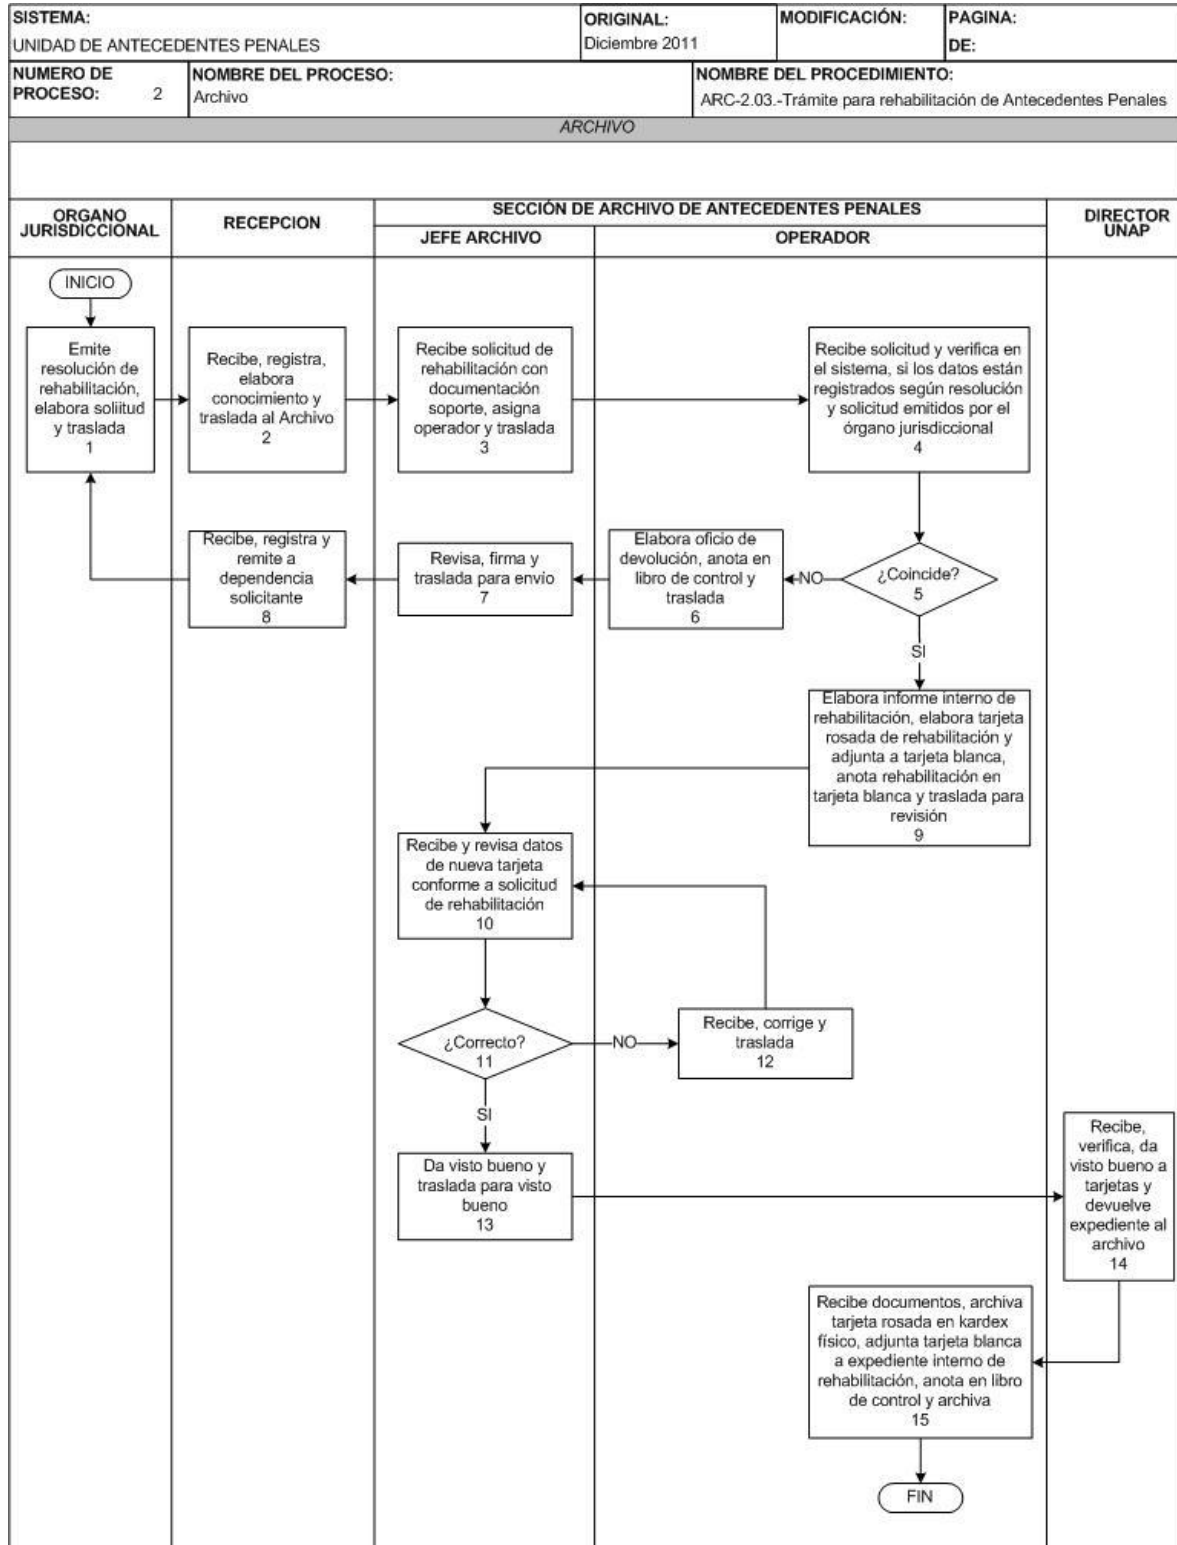 SISTEMA:
UNIDAD DE ANTECEDENTES PENALES
ORIGINAL:
Diciembre 2011
MODIFICACIÓN:
PAGINA:
DE:
NUMERO DE
PROCESO: 2
NOMBRE DEL PROCESO:
Archivo
NOMBRE DEL PROCEDIMIENTO:
ARC-2.03.-Trámite para rehabilitación de Antecedentes Penales
ARCHIVO
ORGANO
JURISDICCIONAL
RECEPCION
SECCIÓN DE ARCHIVO DE ANTECEDENTES PENALES
JEFE ARCHIVO
OPERADOR
DIRECTOR
UNAP
INICIO
Emite
resolución de
rehabilitación,
elabora soliitud
y traslada
1
Recibe, registra,
elabora
conocimiento y
traslada al Archivo
2
Recibe solicitud de
rehabilitación con
documentación
soporte, asigna
operador y traslada
3
Recibe solicitud y verifica en
el sistema, si los datos están
registrados según resolución
y solicitud emitidos por el
órgano jurisdiccional
4
¿Coincide?
5
NO
Elabora oficio de
devolución, anota en
libro de control y
traslada
6
Revisa, firma y
traslada para envío
7
Recibe, registra y
remite a
dependencia
solicitante
8
SI
Elabora informe interno de
rehabilitación, elabora tarjeta
rosada de rehabilitación y
adjunta a tarjeta blanca,
anota rehabilitación en
tarjeta blanca y traslada para
revisión
9
Recibe y revisa datos
de nueva tarjeta
conforme a solicitud
de rehabilitación
10
¿Correcto?
11
NO
Recibe, corrige y
traslada
12
SI
Da visto bueno y
traslada para visto
bueno
13
Recibe,
verifica, da
visto bueno a
tarjetas y
devuelve
expediente al
archivo
14
Recibe documentos, archiva
tarjeta rosada en kardex
físico, adjunta tarjeta blanca
a expediente interno de
rehabilitación, anota en libro
de control y archiva
15
FIN